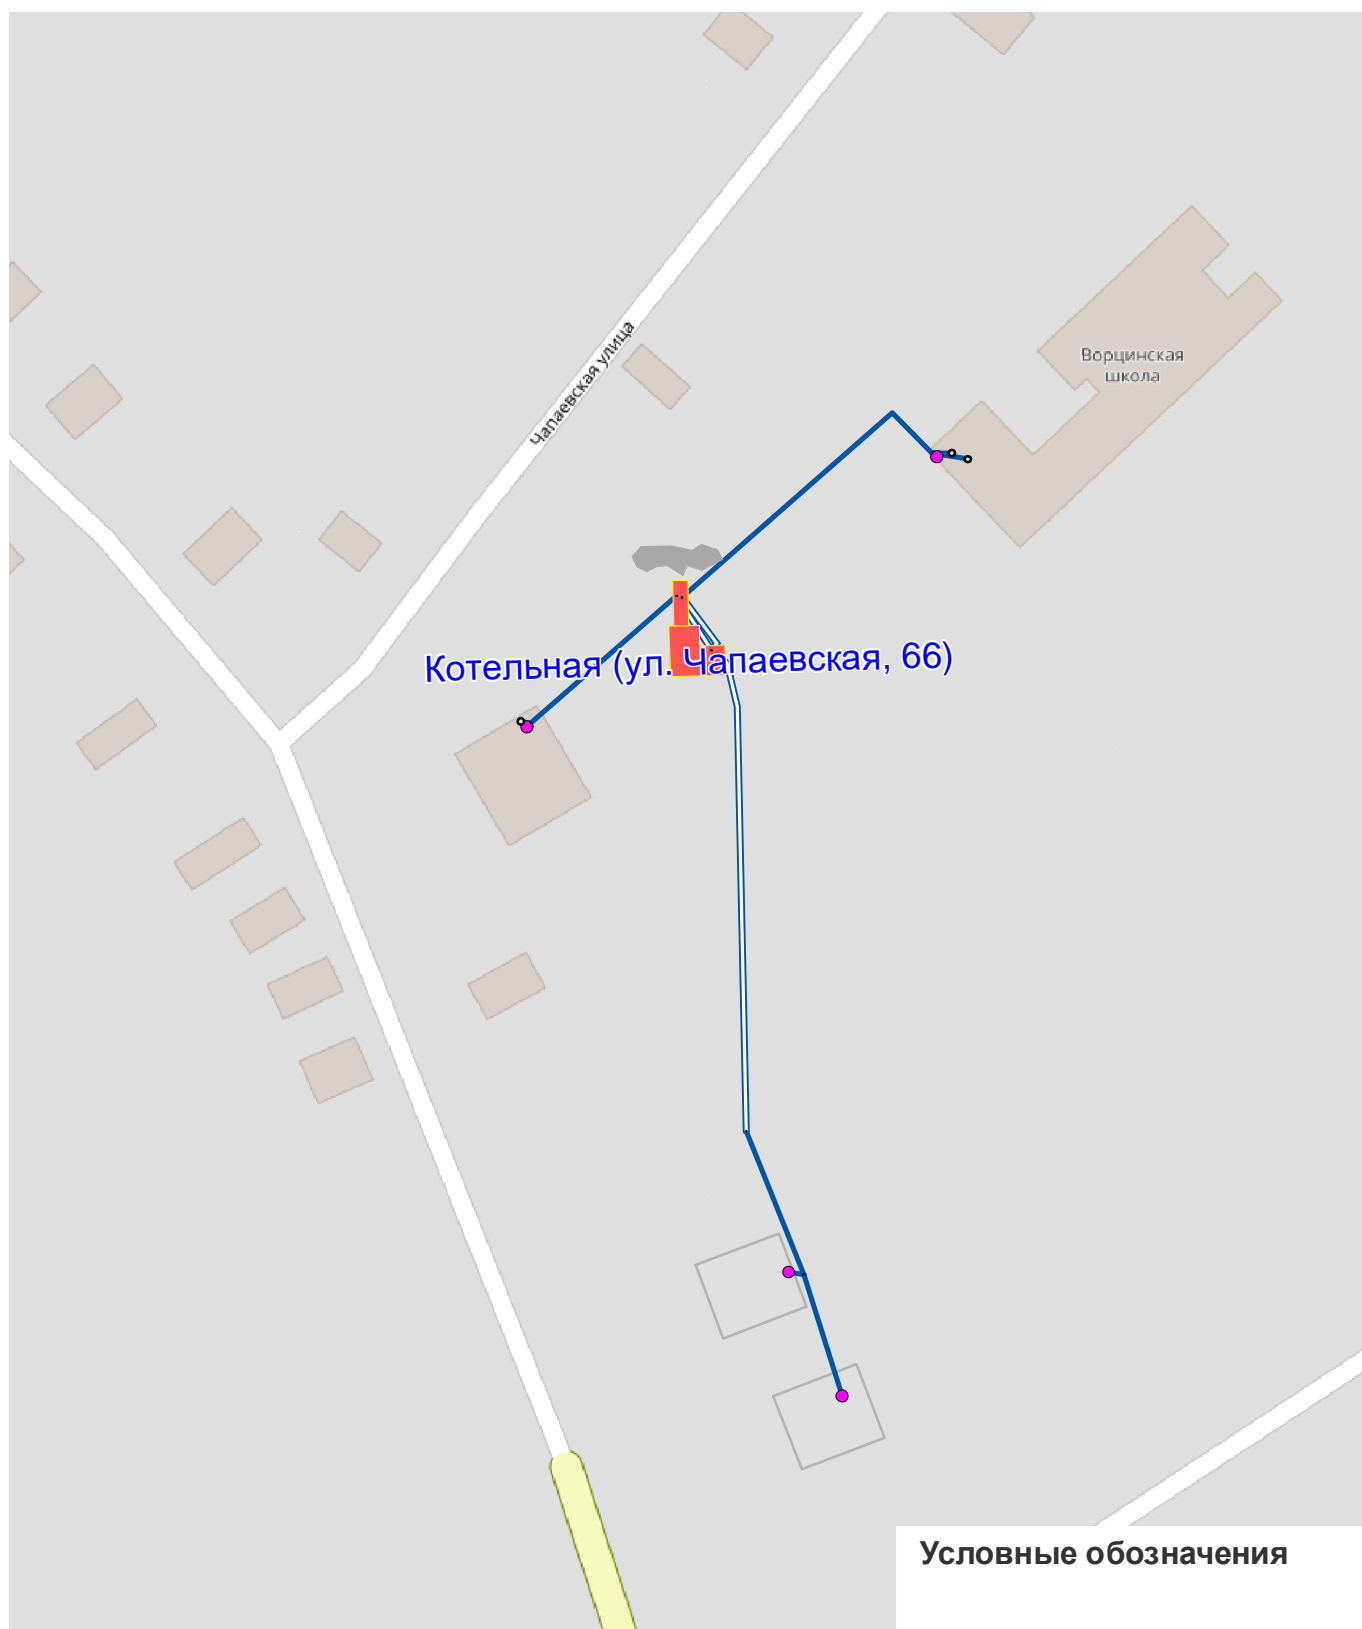 Чапаевская улица
Ворцинская
школа
Котельная (ул. Чапаевская, 66)
Условные обозначения